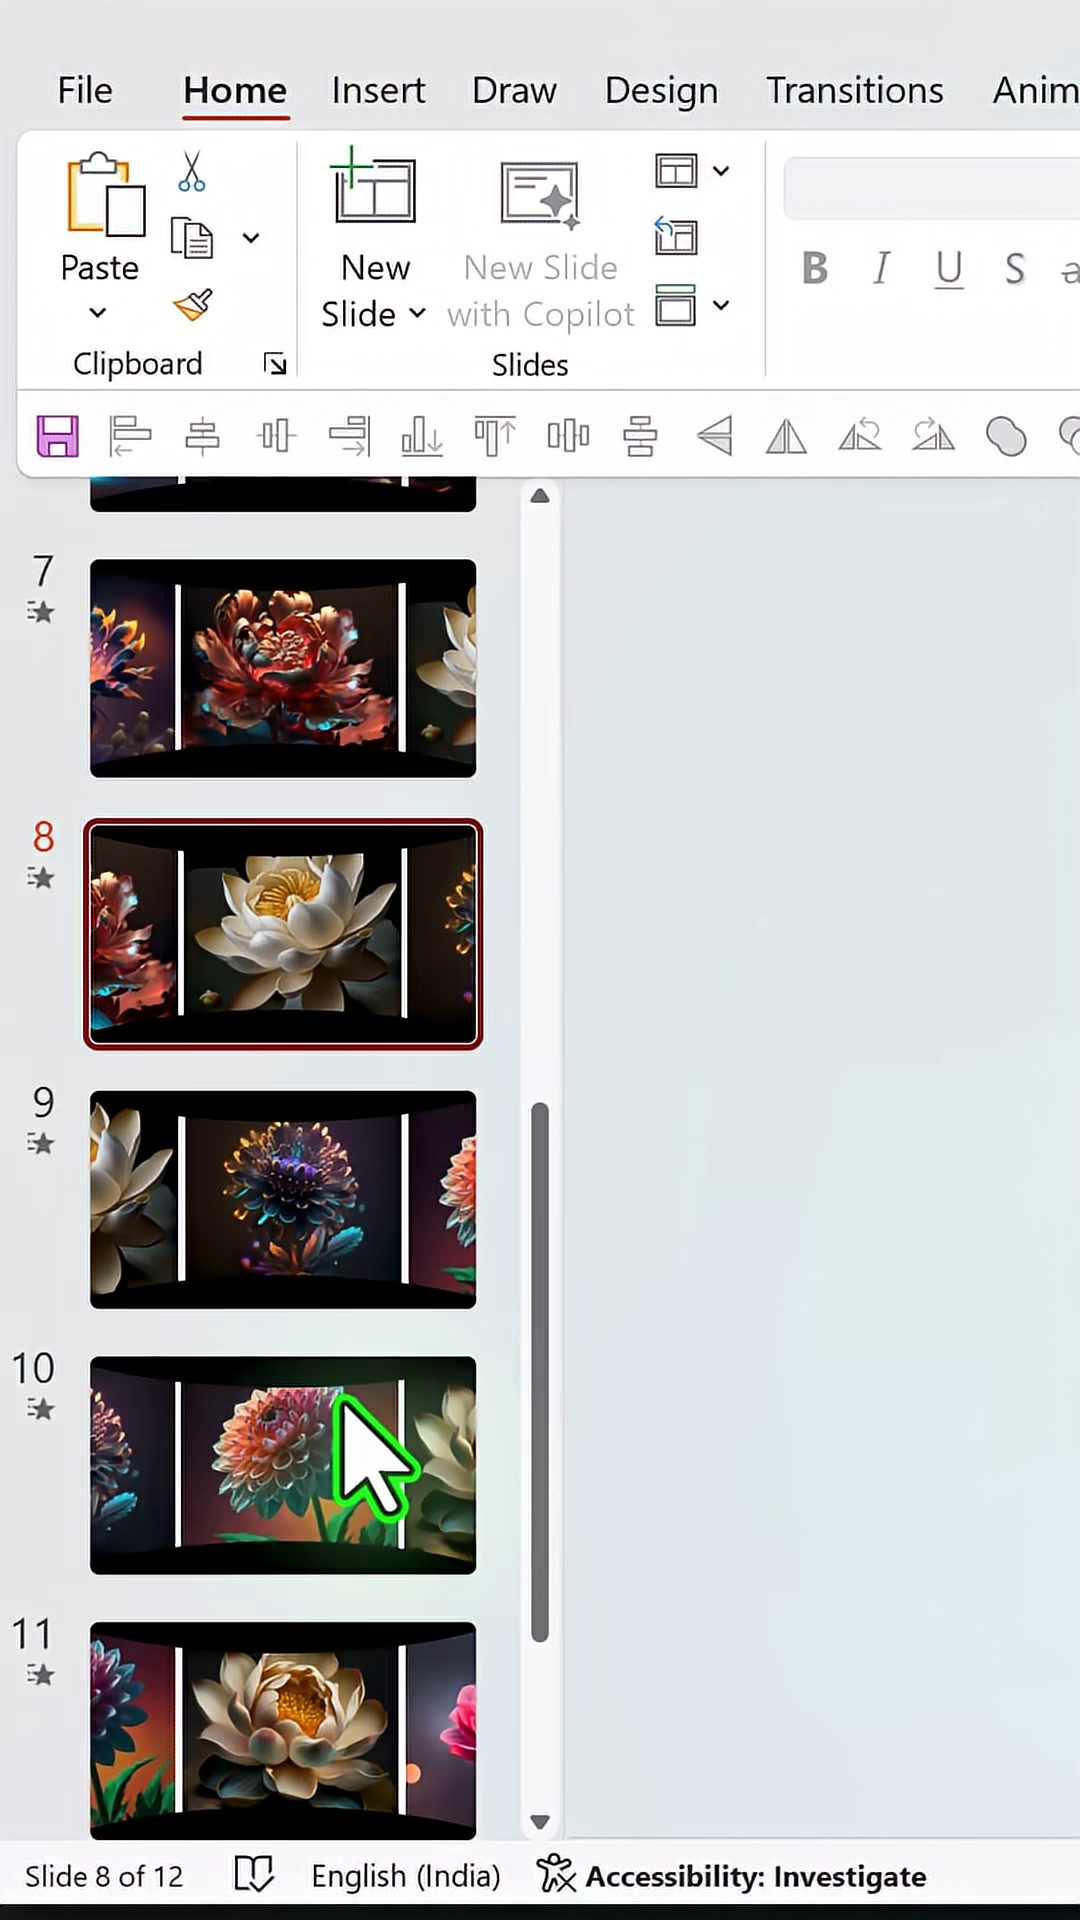 File Home Insert Draw Design Transitions Anim
Paste
New Slide
New Slide with Copilot
B I U S a
Clipboard
Slides
7
8
9
10
11
Slide 8 of 12 English (India) Accessibility: Investigate